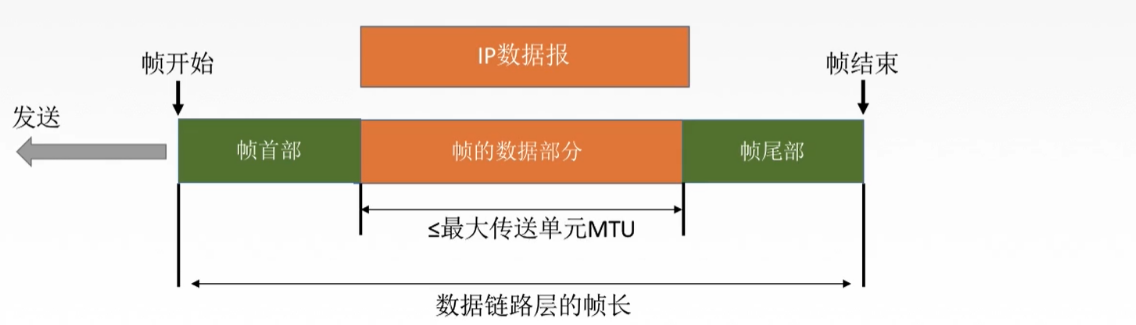 IP数据报
帧开始
帧结束
发送
帧首部
帧的数据部分
帧尾部
≤最大传送单元MTU
数据链路层的帧长